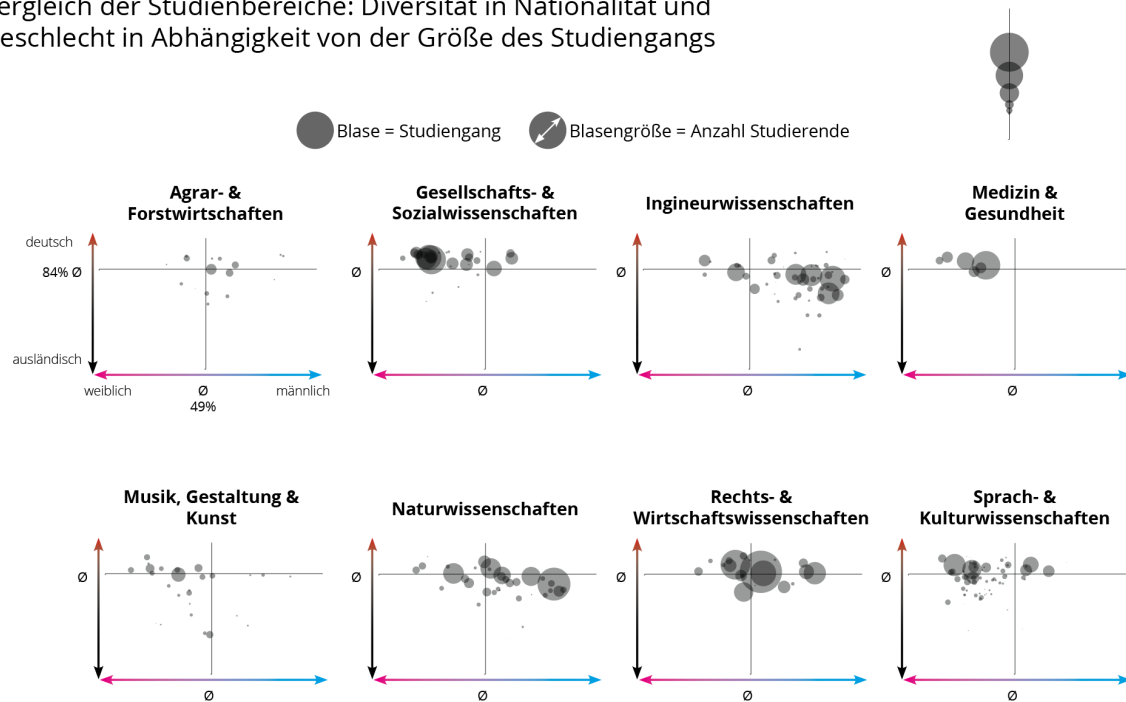 ergleich der Studienbereiche: Diversität in Nationalität und
eschlecht in Abhängigkeit von der Größe des Studiengangs
Blase = Studiengang
Blasengröße = Anzahl Studierende
Agrar- &
Forstwirtschaften
Gesellschafts- &
Sozialwissenschaften
Ingineurwissenschaften
Medizin &
Gesundheit
deutsch
84% Ø
ausländisch
weiblich
Ø
49%
männlich
Ø
Ø
Ø
Ø
Ø
Ø
Musik, Gestaltung &
Kunst
Naturwissenschaften
Rechts- &
Wirtschaftswissenschaften
Sprach- &
Kulturwissenschaften
Ø
Ø
Ø
Ø
Ø
Ø
Ø
Ø